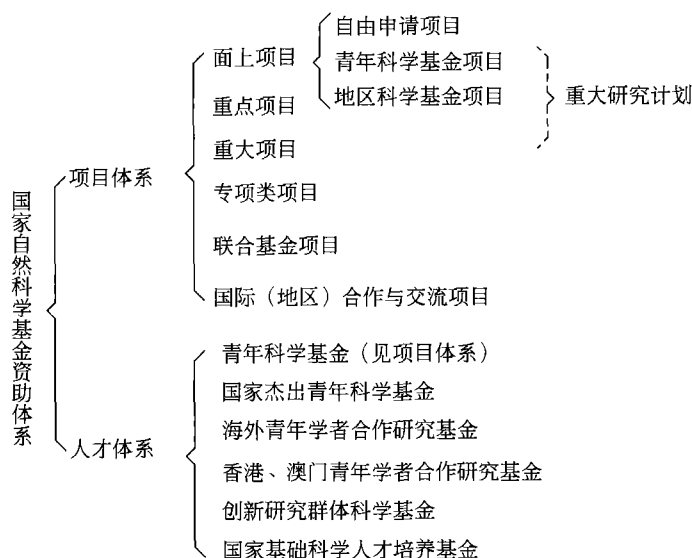 国家自然科学基金资助体系
项目体系
面上项目
自由申请项目
青年科学基金项目
地区科学基金项目
重大研究计划
重点项目
重大项目
专项类项目
联合基金项目
国际（地区）合作与交流项目
人才体系
青年科学基金（见项目体系）
国家杰出青年科学基金
海外青年学者合作研究基金
香港、澳门青年学者合作研究基金
创新研究群体科学基金
国家基础科学人才培养基金